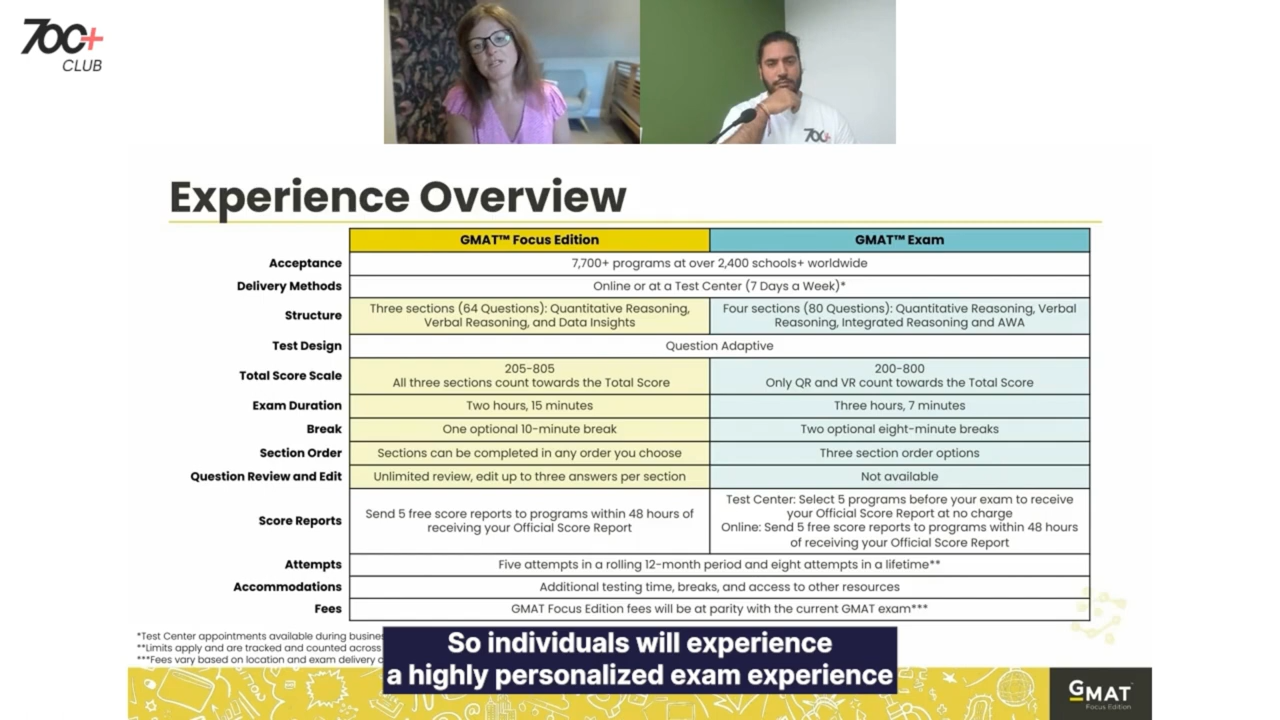 700+
CLUB
700+
Experience Overview
GMAT™ Focus Edition
GMAT™ Exam
Acceptance
7,700+ programs at over 2,400 schools+ worldwide
Delivery Methods
Online or at a Test Center (7 Days a Week)*
Structure
Three sections (64 Questions): Quantitative Reasoning,
Verbal Reasoning, and Data Insights
Four sections (80 Questions): Quantitative Reasoning, Verbal
Reasoning, Integrated Reasoning and AWA
Test Design
Question Adaptive
Total Score Scale
205-805
All three sections count towards the Total Score
200-800
Only QR and VR count towards the Total Score
Exam Duration
Two hours, 15 minutes
Three hours, 7 minutes
Break
One optional 10-minute break
Two optional eight-minute breaks
Section Order
Sections can be completed in any order you choose
Three section order options
Question Review and Edit
Unlimited review, edit up to three answers per section
Not available
Score Reports
Send 5 free score reports to programs within 48 hours of
receiving your Official Score Report
Test Center: Select 5 programs before your exam to receive
your Official Score Report at no charge
Online: Send 5 free score reports to programs within 48 hours
of receiving your Official Score Report
Attempts
Five attempts in a rolling 12-month period and eight attempts in a lifetime**
Accommodations
Additional testing time, breaks, and access to other resources
Fees
GMAT Focus Edition fees will be at parity with the current GMAT exam***
*Test Center appointments available during
**Limits apply and are tracked and counted across
***Fees vary based on location and exam delivery
So individuals will experience
a highly personalized exam experience
GMAT™
Focus Edition